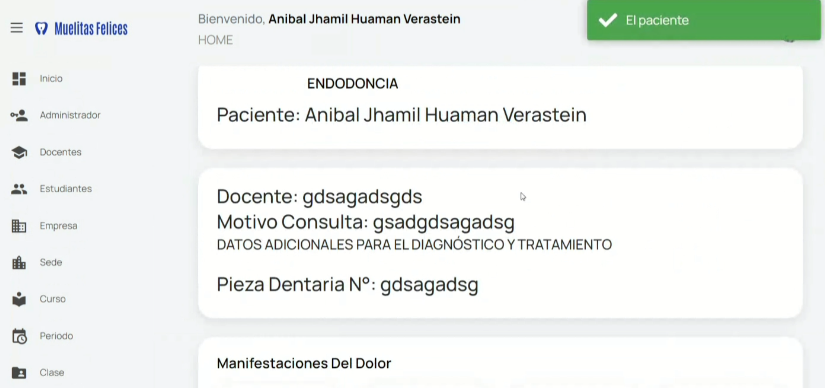 Muelitas Felices
Bienvenido, Anibal Jhamil Huaman Verastein
HOME
El paciente
Inicio
Administrador
Docentes
Estudiantes
Empresa
Sede
Curso
Periodo
Clase
ENDODONCIA
Paciente: Anibal Jhamil Huaman Verastein
Docente: gdsagadsgds
Motivo Consulta: gsadgdsagadsg
DATOS ADICIONALES PARA EL DIAGNÓSTICO Y TRATAMIENTO
Pieza Dentaria N°: gdsagadsg
Manifestaciones Del Dolor